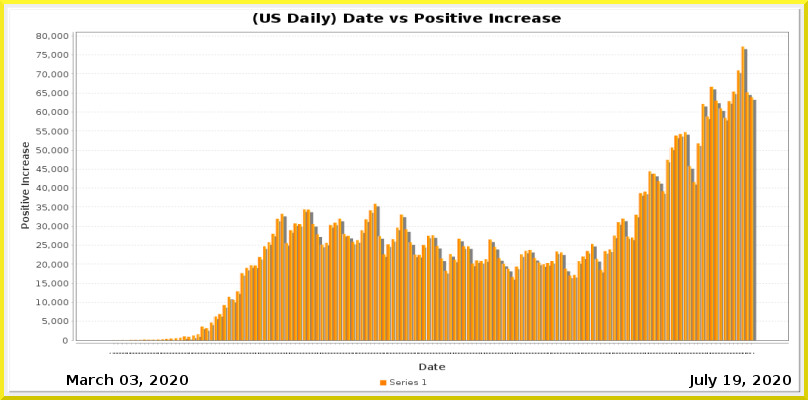 (US Daily) Date vs Positive Increase
80,000
75,000
70,000
65,000
60,000
55,000
50,000
45,000
40,000
35,000
30,000
25,000
20,000
15,000
10,000
5,000
0
Positive Increase
Date
March 03, 2020
Series 1
July 19, 2020